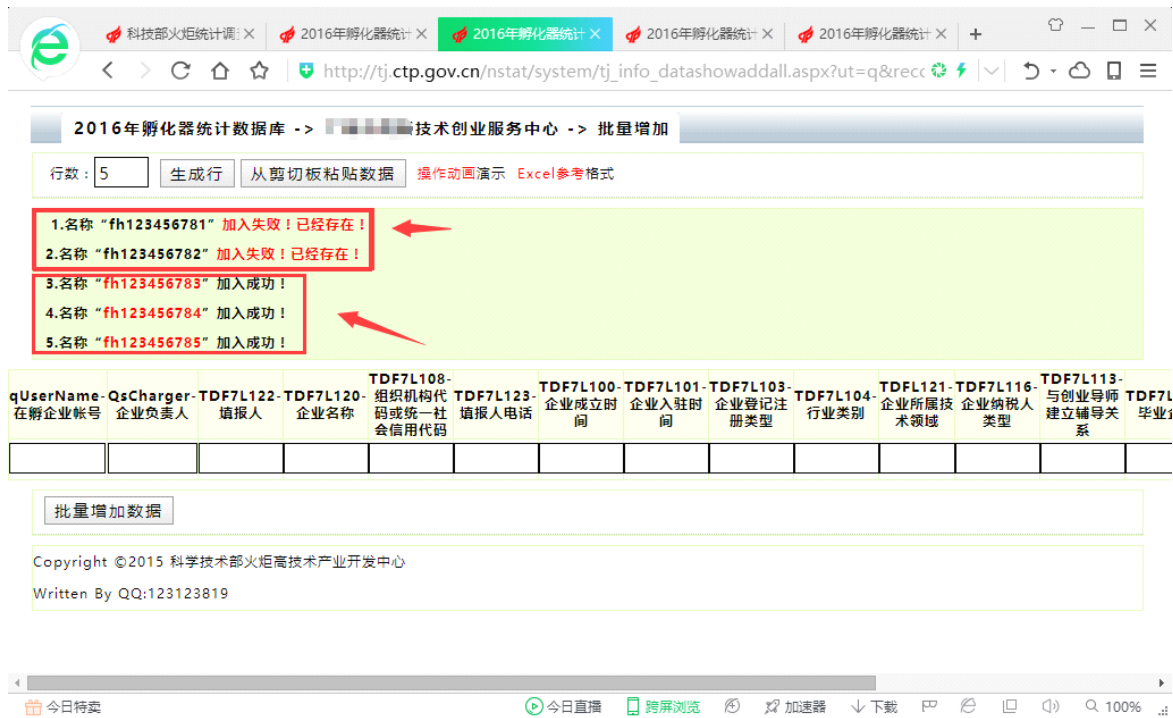 科技部火炬统计调
2016年孵化器统计
2016年孵化器统计
2016年孵化器统计
2016年孵化器统计
http://tj.ctp.gov.cn/nstat/system/tj_info_datashowaddall.aspx?ut=q&recc
2016年孵化器统计数据库 -> 技术创业服务中心 -> 批量增加
行数: 5 生成行 从剪切板粘贴数据 操作动画演示 Excel参考格式
1.名称“fh123456781”加入失败!已经存在!
2.名称“fh123456782”加入失败!已经存在!
3.名称“fh123456783”加入成功!
4.名称“fh123456784”加入成功!
5.名称“fh123456785”加入成功!
qUserName-在孵企业帐号
QsCharger-企业负责人
TDF7L122-填报人
TDF7L120-企业名称
TDF7L108-组织机构代码或统一社会信用代码
TDF7L123-填报人电话
TDF7L100-企业成立时间
TDF7L101-企业入驻时间
TDF7L103-企业登记注册类型
TDF7L104-行业类别
TDFL121-企业所属技术领域
TDF7L116-企业纳税人类型
TDF7L113-与创业导师建立辅导关系
TDF7L
毕业企
批量增加数据
Copyright ©2015 科学技术部火炬高技术产业开发中心
Written By QQ:123123819
今日特卖 今日直播 跨屏浏览 加速器 下载 100%